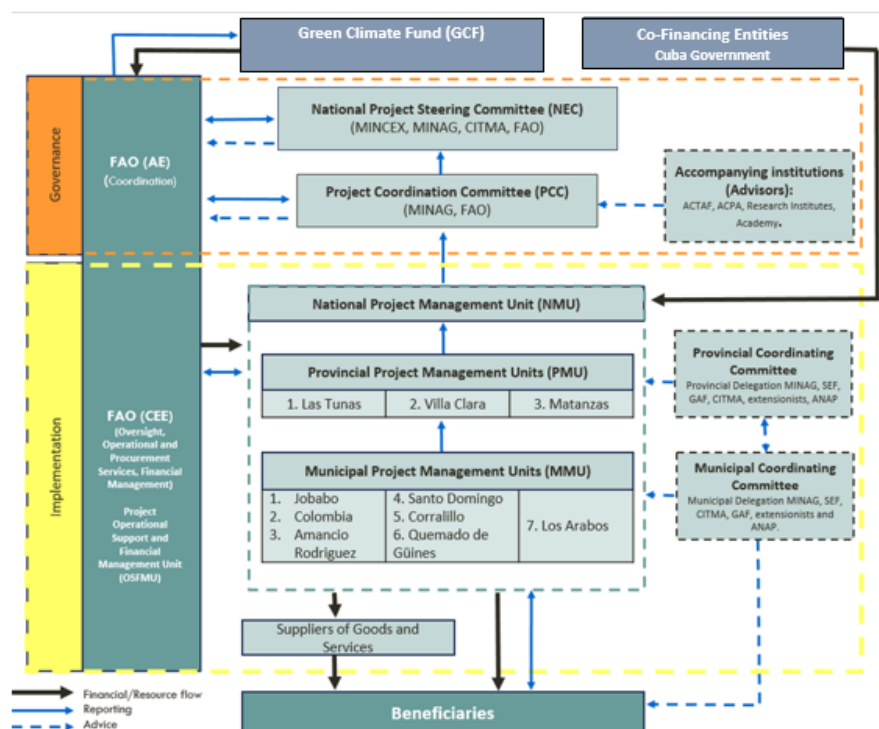 Green Climate Fund (GCF)
Co-Financing Entities
Cuba Government
Governance
FAO (AE)
(Coordination)
National Project Steering Committee (NEC)
(MINCEX, MINAG, CITMA, FAO)
Project Coordination Committee (PCC)
(MINAG, FAO)
Accompanying institutions
(Advisors):
ACTAF, ACPA, Research Institutes,
Academy.
Implementation
FAO (CEE)
(Oversight,
Operational and
Procurement
Services, Financial
Management)
Project
Operational
Support and
Financial
Management Unit
(OSFMU)
National Project Management Unit (NMU)
Provincial Project Management Units (PMU)
1. Las Tunas
2. Villa Clara
3. Matanzas
Municipal Project Management Units (MMU)
1. Jobabo
2. Colombia
3. Amancio
Rodriguez
4. Santo Domingo
5. Corralillo
6. Quemado de
Güines
7. Los Arabos
Provincial Coordinating
Committee
Provincial Delegation MINAG, SEF,
GAF, CITMA, extensionists, ANAP
Municipal Coordinating
Committee
Municipal Delegation MINAG, SEF,
CITMA, GAF, extensionists and
ANAP.
Suppliers of Goods and
Services
Beneficiaries
Financial/Resource flow
Reporting
Advice